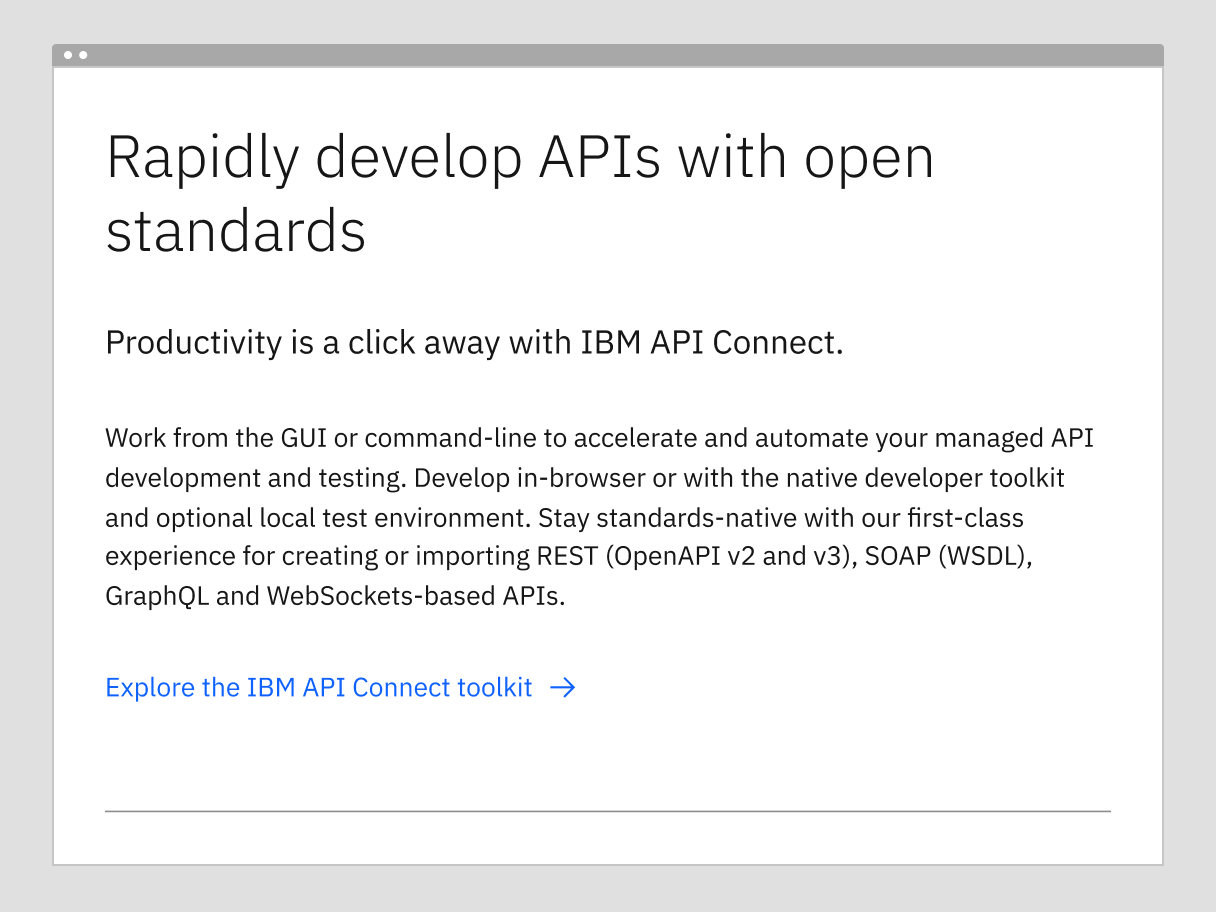 Rapidly develop APIs with open
standards
Productivity is a click away with IBM API Connect.
Work from the GUI or command-line to accelerate and automate your managed API
development and testing. Develop in-browser or with the native developer toolkit
and optional local test environment. Stay standards-native with our first-class
experience for creating or importing REST (OpenAPI v2 and v3), SOAP (WSDL),
GraphQL and WebSockets-based APIs.
Explore the IBM API Connect toolkit →